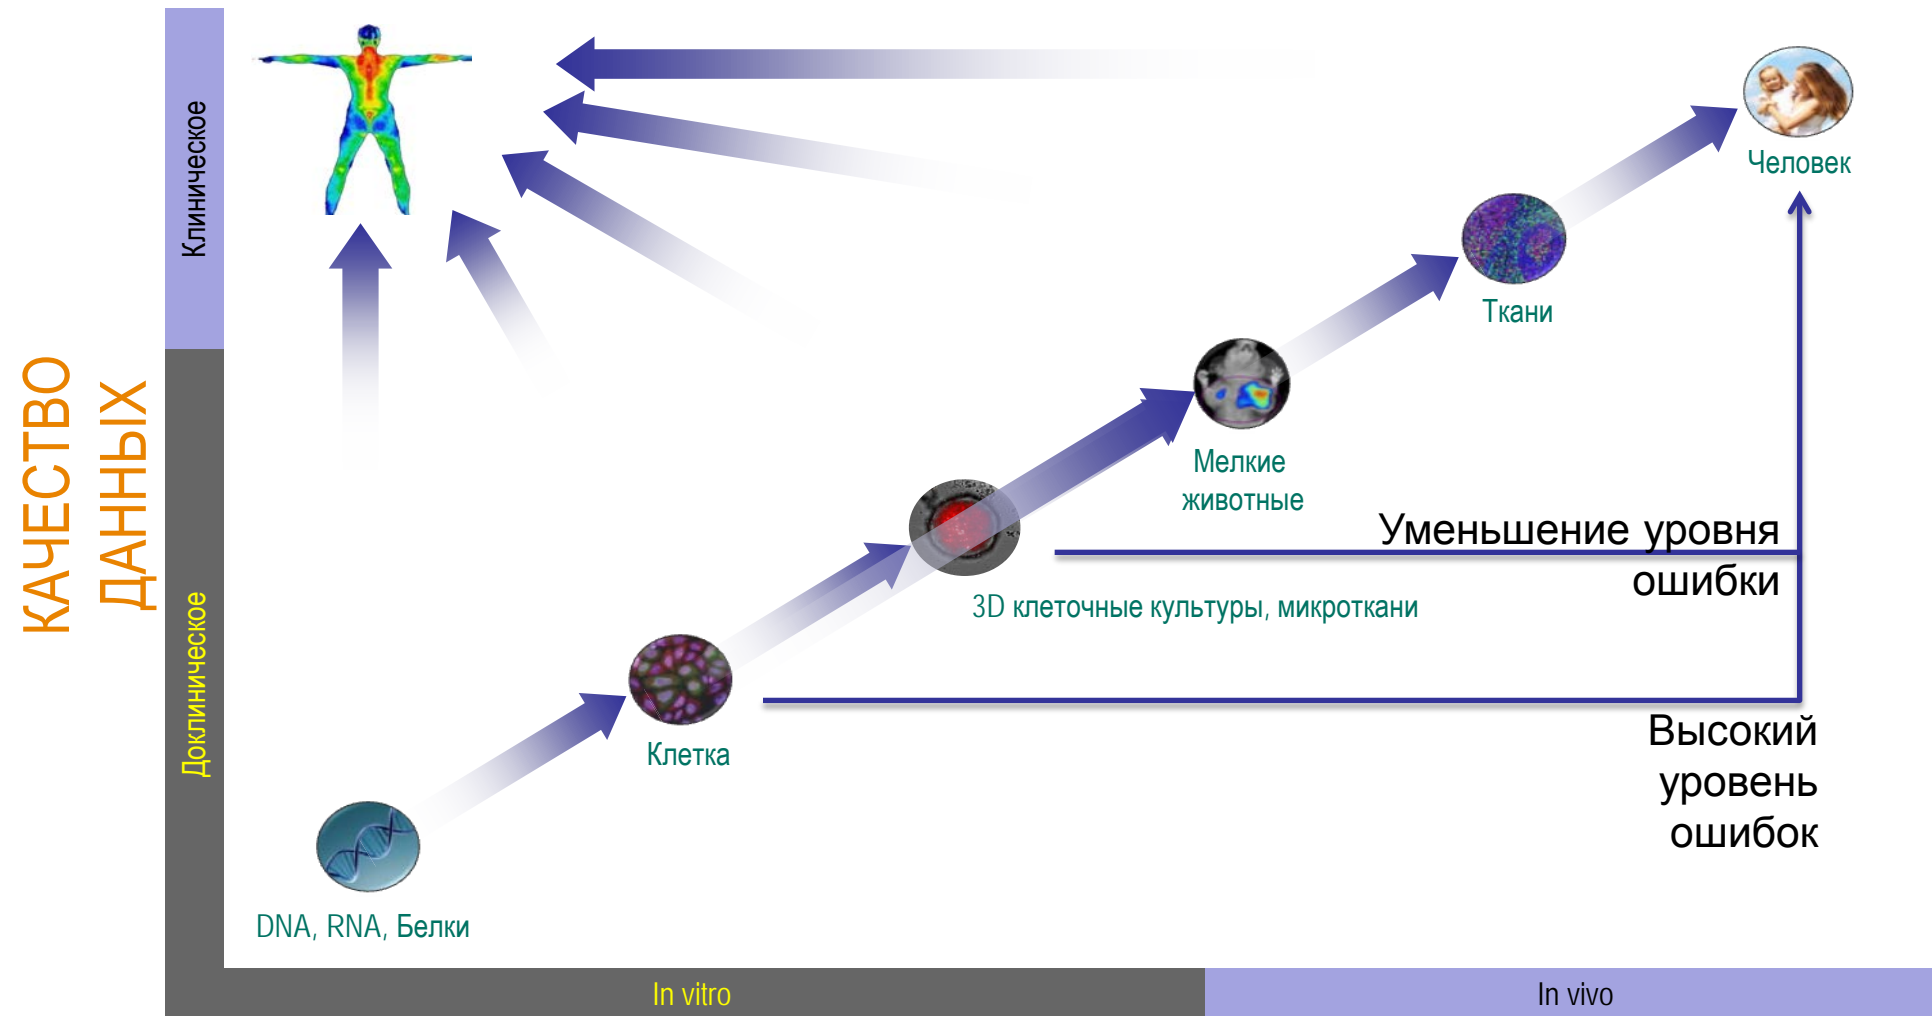 КАЧЕСТВО
ДАННЫХ
Клиническое
Доклиническое
Человек
Ткани
Мелкие
животные
Уменьшение уровня
ошибки
3D клеточные культуры, микроткани
Клетка
Высокий
уровень
ошибок
DNA, RNA, Белки
In vitro
In vivo